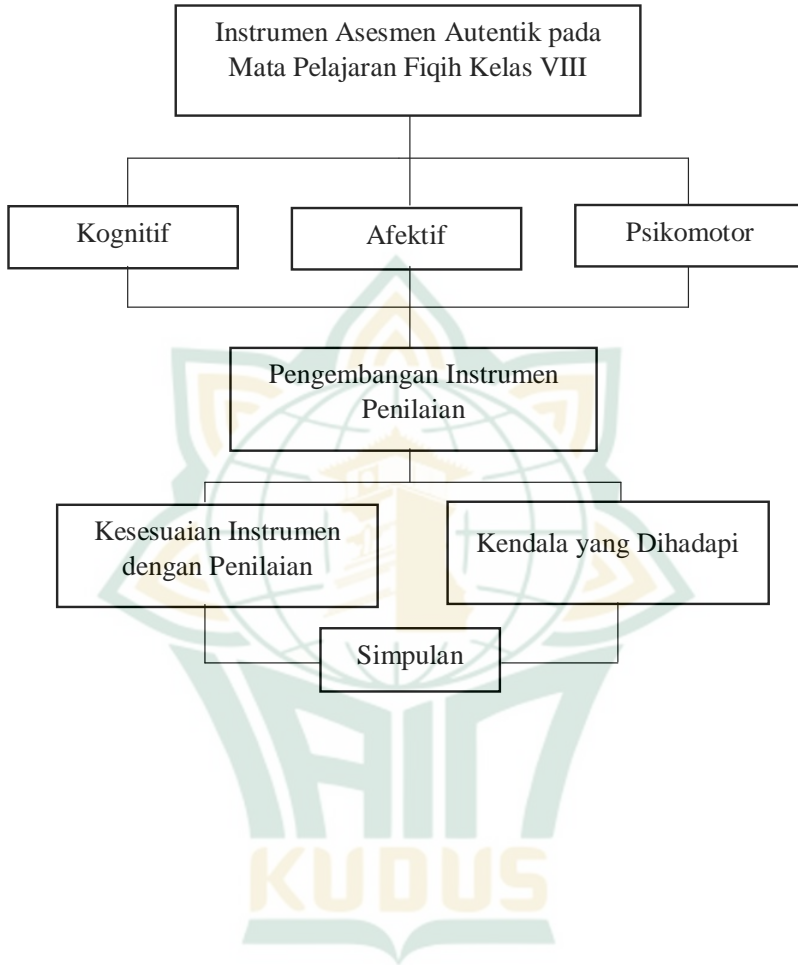 Instrumen Asesmen Autentik pada
Mata Pelajaran Fiqih Kelas VIII
Kognitif
Afektif
Psikomotor
Pengembangan Instrumen
Penilaian
Kesesuaian Instrumen
dengan Penilaian
Kendala yang Dihadapi
Simpulan
IAIN
KUDUS